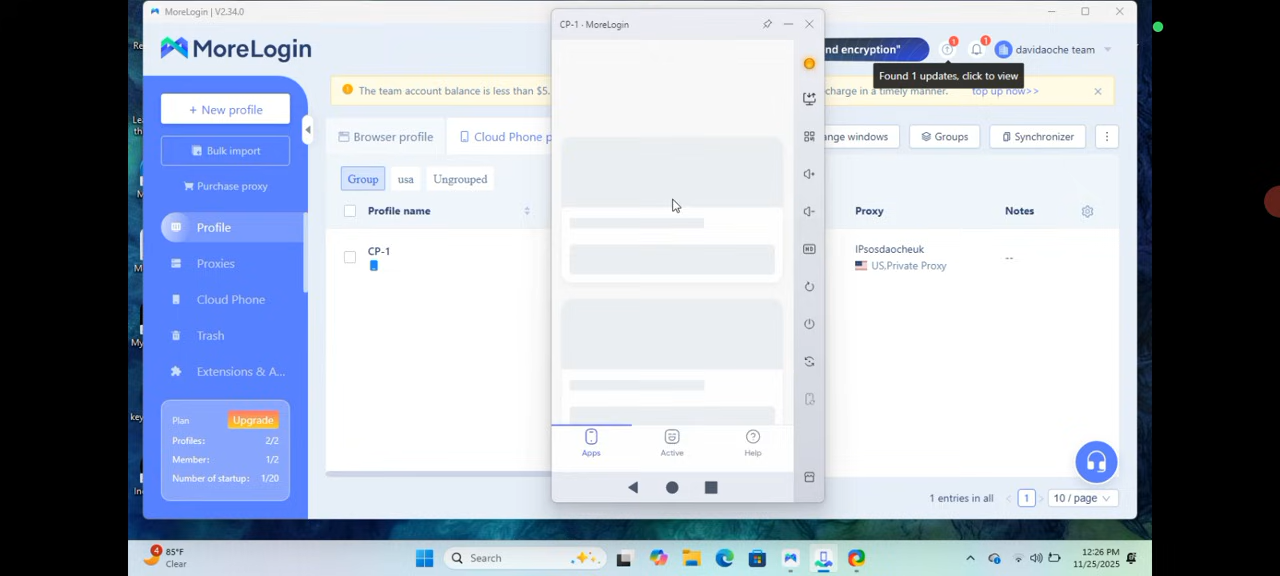 MoreLogin | V2.34.0
MoreLogin
nd encryption"
1
1
davidaoche team
Found 1 updates, click to view
The team account balance is less than $5.
charge in a timely manner.
top up now>>
+ New profile
Bulk import
Purchase proxy
Profile
Proxies
Cloud Phone
Trash
Extensions & A...
Plan
Upgrade
Profiles:
2/2
Member:
1/2
Number of startup:
1/20
Browser profile
Cloud Phone p
nge windows
Groups
Synchronizer
Group
usa
Ungrouped
Profile name
Proxy
Notes
CP-1
IPsosdaocheuk
US.Private Proxy
--
CP-1 - MoreLogin
Apps
Active
Help
1 entries in all
1
10 / page
4
85°F
Clear
Search
12:26 PM
11/25/2025